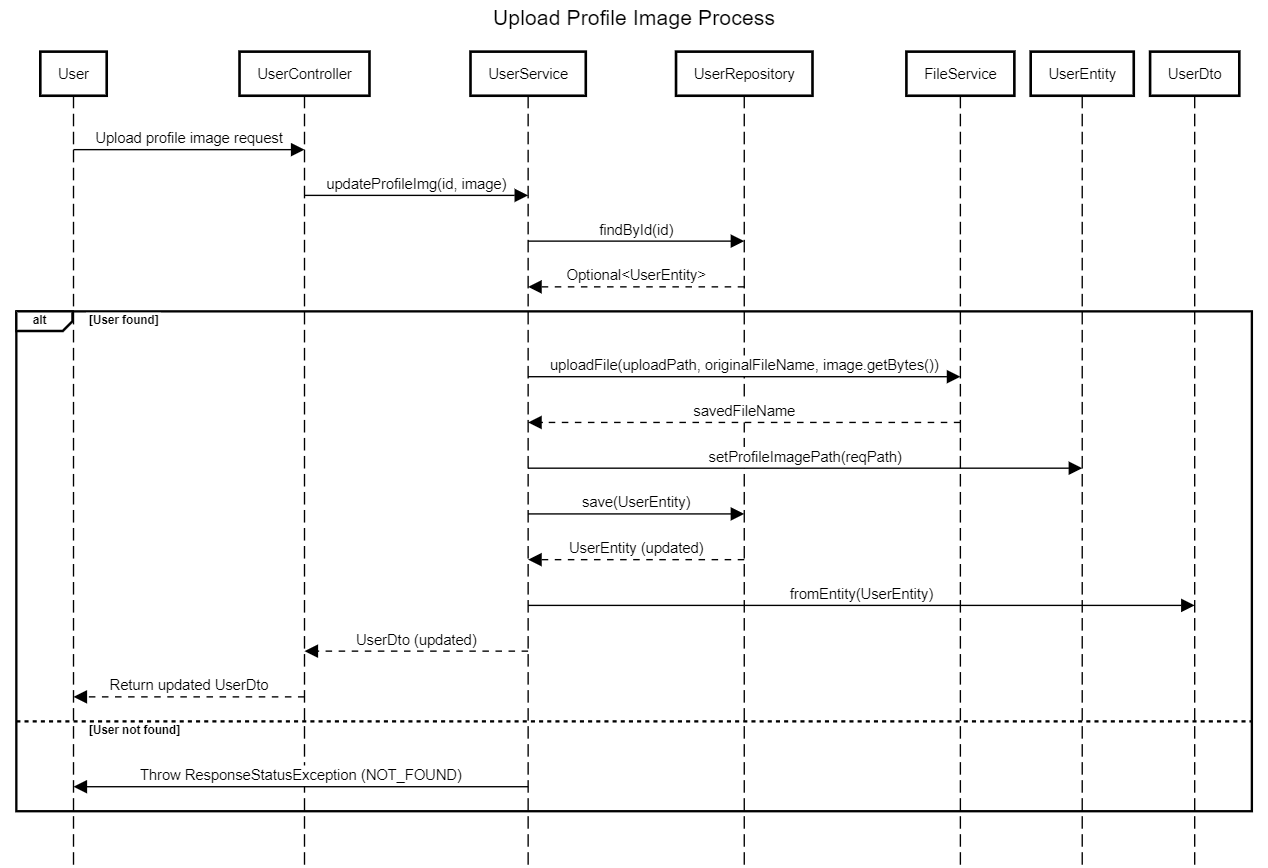 Upload Profile Image Process
User
UserController
UserService
UserRepository
FileService
UserEntity
UserDto
Upload profile image request
updateProfileImg(id, image)
findById(id)
Optional<UserEntity>
alt
[User found]
uploadFile(uploadPath, originalFileName, image.getBytes())
savedFileName
setProfileImagePath(reqPath)
save(UserEntity)
UserEntity (updated)
fromEntity(UserEntity)
UserDto (updated)
Return updated UserDto
[User not found]
Throw ResponseStatusException (NOT_FOUND)